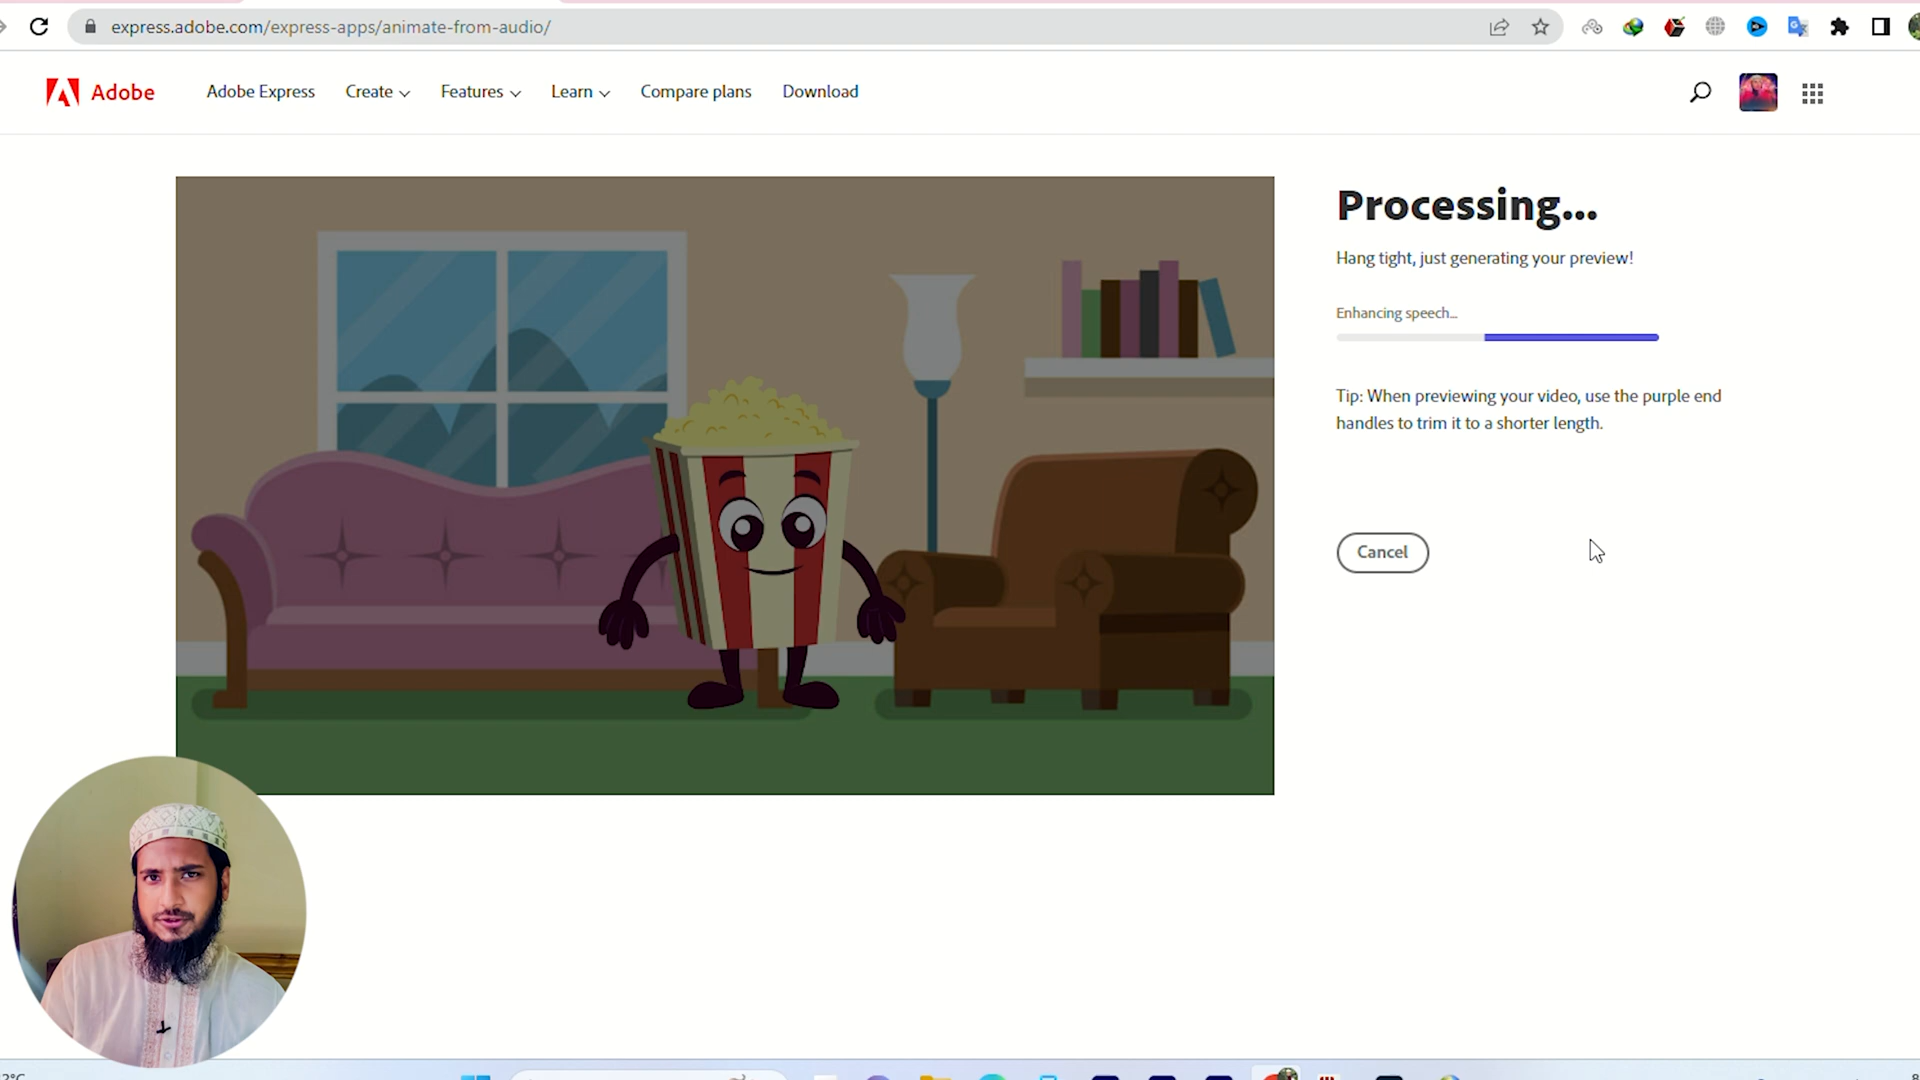 express.adobe.com/express-apps/animate-from-audio/
Adobe
Adobe Express
Create
Features
Learn
Compare plans
Download
Processing...
Hang tight, just generating your preview!
Enhancing speech...
Tip: When previewing your video, use the purple end
handles to trim it to a shorter length.
Cancel